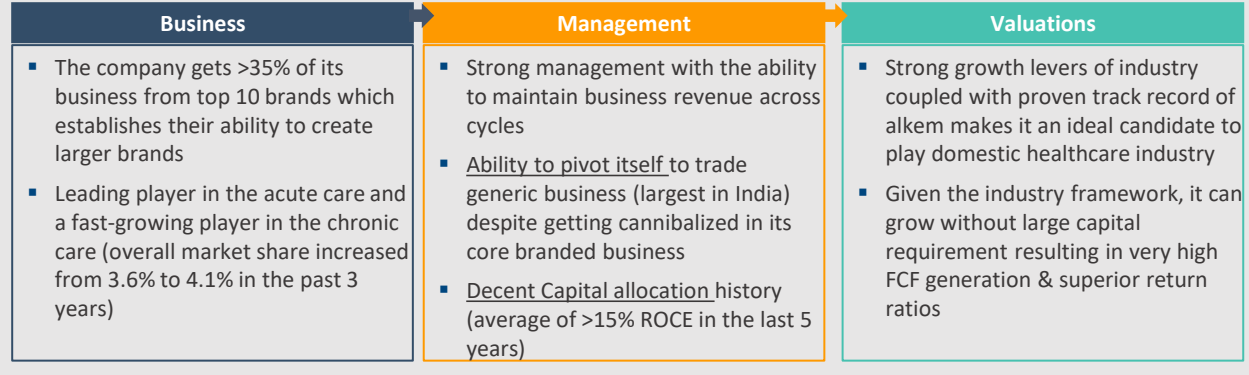 Business
▪ The company gets >35% of its
business from top 10 brands which
establishes their ability to create
larger brands
▪ Leading player in the acute care and
a fast-growing player in the chronic
care (overall market share increased
from 3.6% to 4.1% in the past 3
years)
Management
▪ Strong management with the ability
to maintain business revenue across
cycles
▪ Ability to pivot itself to trade
generic business (largest in India)
despite getting cannibalized in its
core branded business
▪ Decent Capital allocation history
(average of >15% ROCE in the last 5
years)
Valuations
▪ Strong growth levers of industry
coupled with proven track record of
alkem makes it an ideal candidate to
play domestic healthcare industry
▪ Given the industry framework, it can
grow without large capital
requirement resulting in very high
FCF generation & superior return
ratios